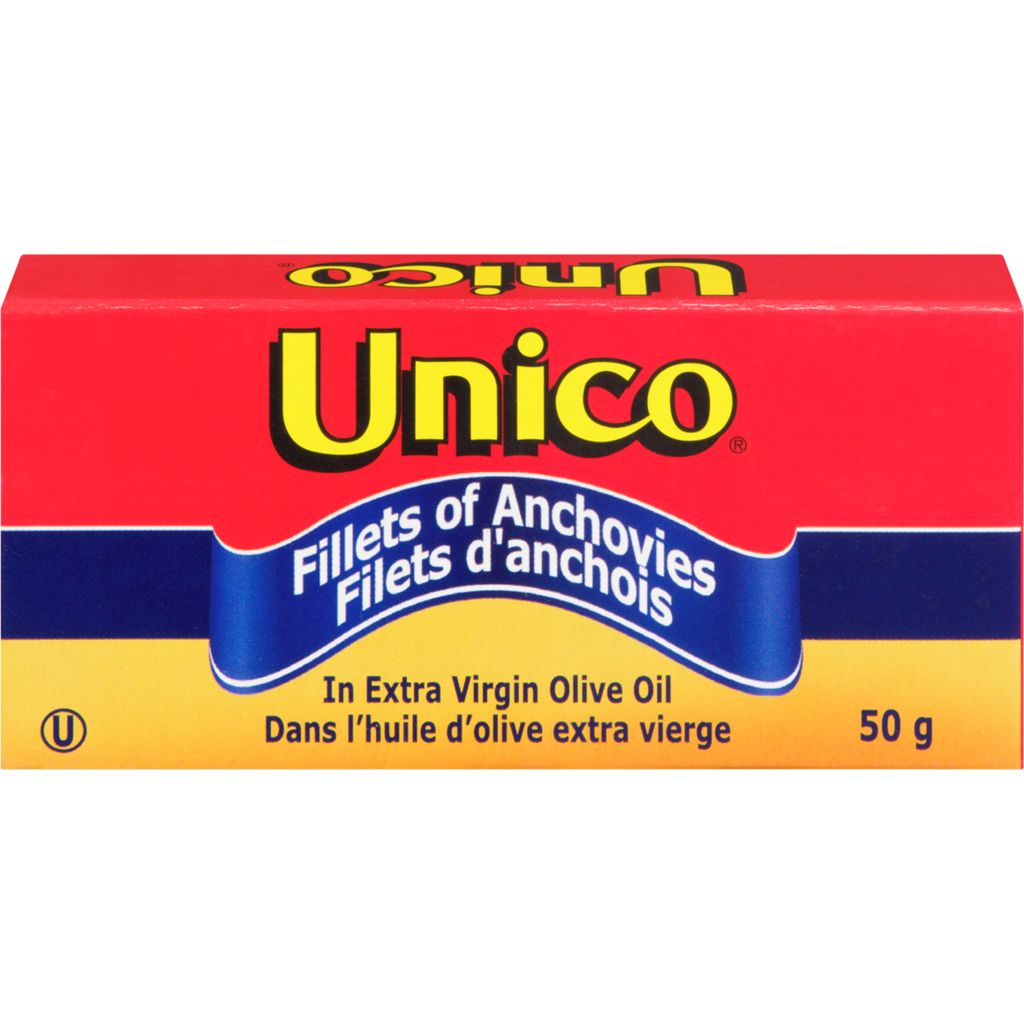 Unico
Unico®
Fillets of Anchovies
Filets d'anchois
In Extra Virgin Olive Oil
Dans l'huile d'olive extra vierge
U
50 g